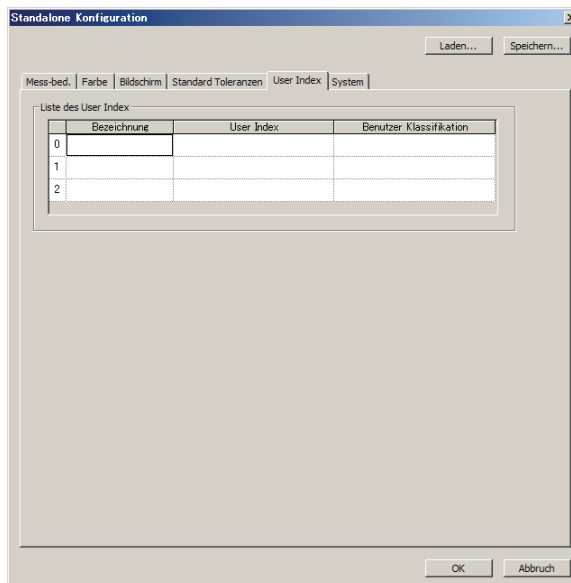 Standalone Konfiguration
Laden... Speichern...
Mess-bed. Farbe Bildschirm Standard Toleranzen User Index System
Liste des User Index
Bezeichnung User Index Benutzer Klassifikation
0
1
2
OK Abbruch